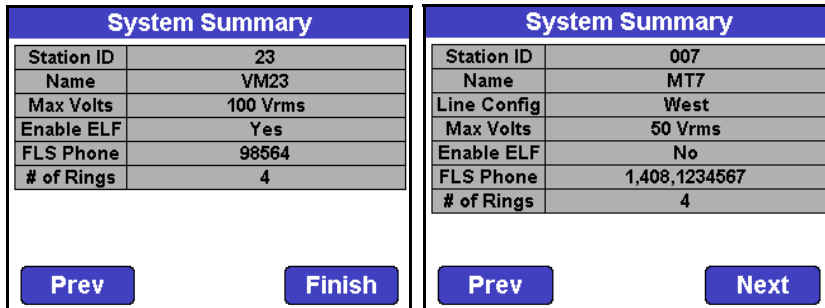 System Summary
Station ID 23
Name VM23
Max Volts 100 Vrms
Enable ELF Yes
FLS Phone 98564
# of Rings 4
Prev Finish
System Summary
Station ID 007
Name MT7
Line Config West
Max Volts 50 Vrms
Enable ELF No
FLS Phone 1,408,1234567
# of Rings 4
Prev Next